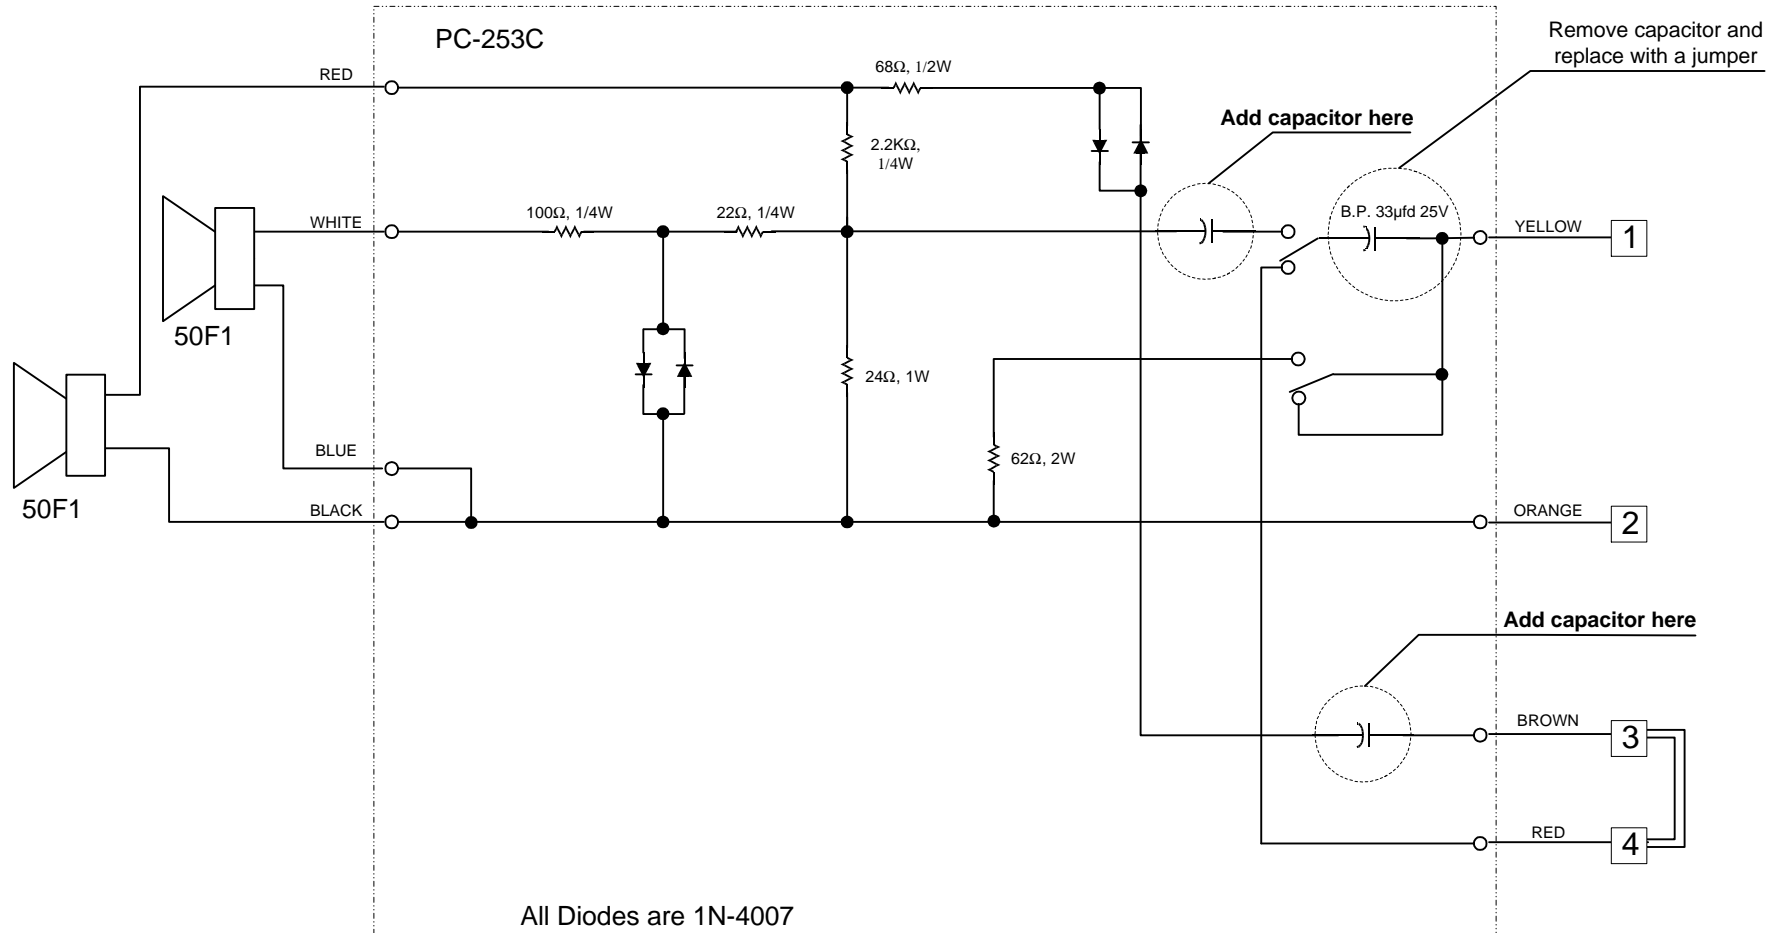 Remove capacitor and
replace with a jumper
PC-253C
RED
68Ω, 1/2W
Add capacitor here
2.2KΩ,
1/4W
WHITE
100Ω, 1/4W
22Ω, 1/4W
B.P. 33µfd 25V
YELLOW
1
50F1
24Ω, 1W
BLUE
62Ω, 2W
50F1
BLACK
ORANGE
2
Add capacitor here
BROWN
3
RED
4
All Diodes are 1N-4007